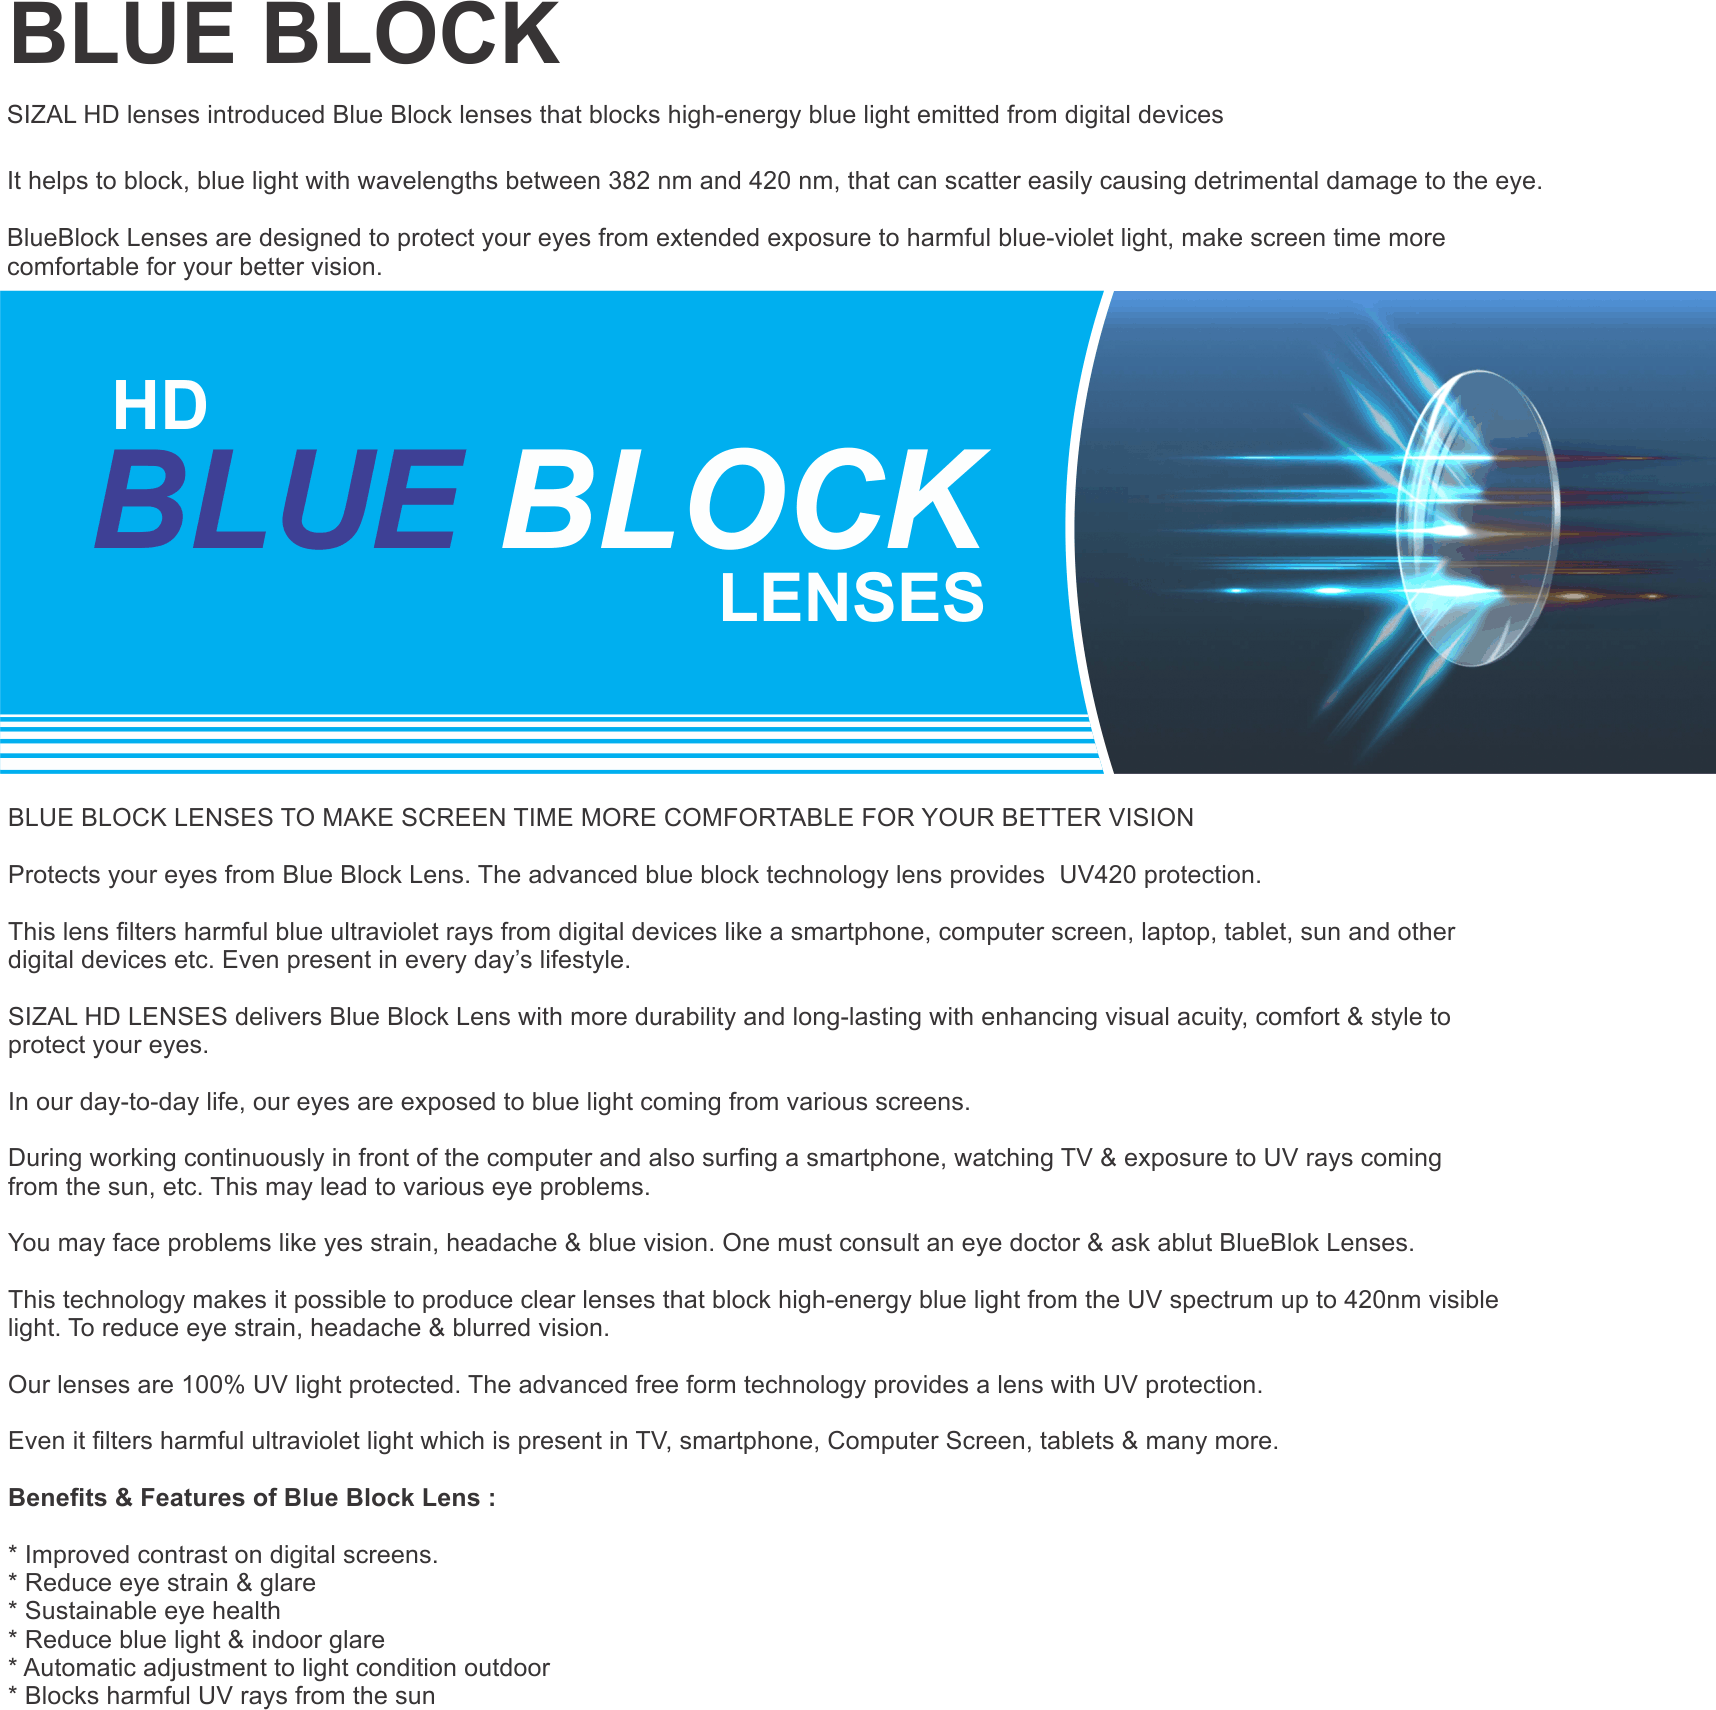 BLUE BLOCK
SIZAL HD lenses introduced Blue Block lenses that blocks high-energy blue light emitted from digital devices
It helps to block, blue light with wavelengths between 382 nm and 420 nm, that can scatter easily causing detrimental damage to the eye.
BlueBlock Lenses are designed to protect your eyes from extended exposure to harmful blue-violet light, make screen time more
comfortable for your better vision.
HD
BLUE BLOCK
LENSES
BLUE BLOCK LENSES TO MAKE SCREEN TIME MORE COMFORTABLE FOR YOUR BETTER VISION
Protects your eyes from Blue Block Lens. The advanced blue block technology lens provides  UV420 protection.
This lens filters harmful blue ultraviolet rays from digital devices like a smartphone, computer screen, laptop, tablet, sun and other
digital devices etc. Even present in every day’s lifestyle.
SIZAL HD LENSES delivers Blue Block Lens with more durability and long-lasting with enhancing visual acuity, comfort & style to
protect your eyes.
In our day-to-day life, our eyes are exposed to blue light coming from various screens.
During working continuously in front of the computer and also surfing a smartphone, watching TV & exposure to UV rays coming
from the sun, etc. This may lead to various eye problems.
You may face problems like yes strain, headache & blue vision. One must consult an eye doctor & ask ablut BlueBlok Lenses.
This technology makes it possible to produce clear lenses that block high-energy blue light from the UV spectrum up to 420nm visible
light. To reduce eye strain, headache & blurred vision.
Our lenses are 100% UV light protected. The advanced free form technology provides a lens with UV protection.
Even it filters harmful ultraviolet light which is present in TV, smartphone, Computer Screen, tablets & many more.
Benefits & Features of Blue Block Lens :
* Improved contrast on digital screens.
* Reduce eye strain & glare
* Sustainable eye health
* Reduce blue light & indoor glare
* Automatic adjustment to light condition outdoor
* Blocks harmful UV rays from the sun